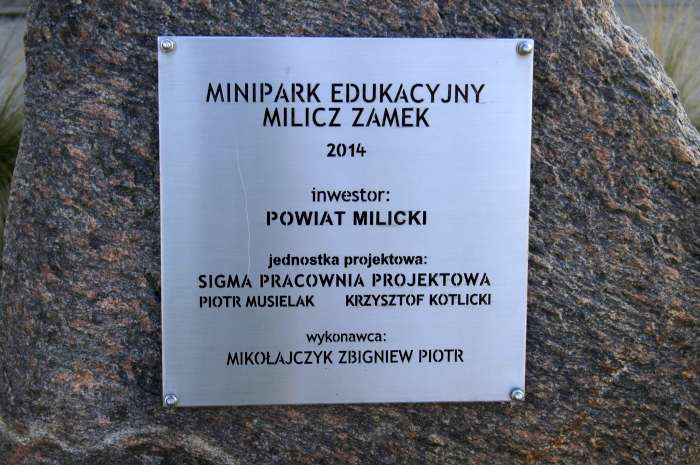 MINIPARK EDUKACYJNY
MILICZ ZAMEK
2014
inwestor:
POWIAT MILICKI
jednostka projektowa:
SIGMA PRACOWNIA PROJEKTOWA
PIOTR MUSIELAK KRZYSZTOF KOTLICKI
wykonawca:
MIKOŁAJCZYK ZBIGNIEW PIOTR